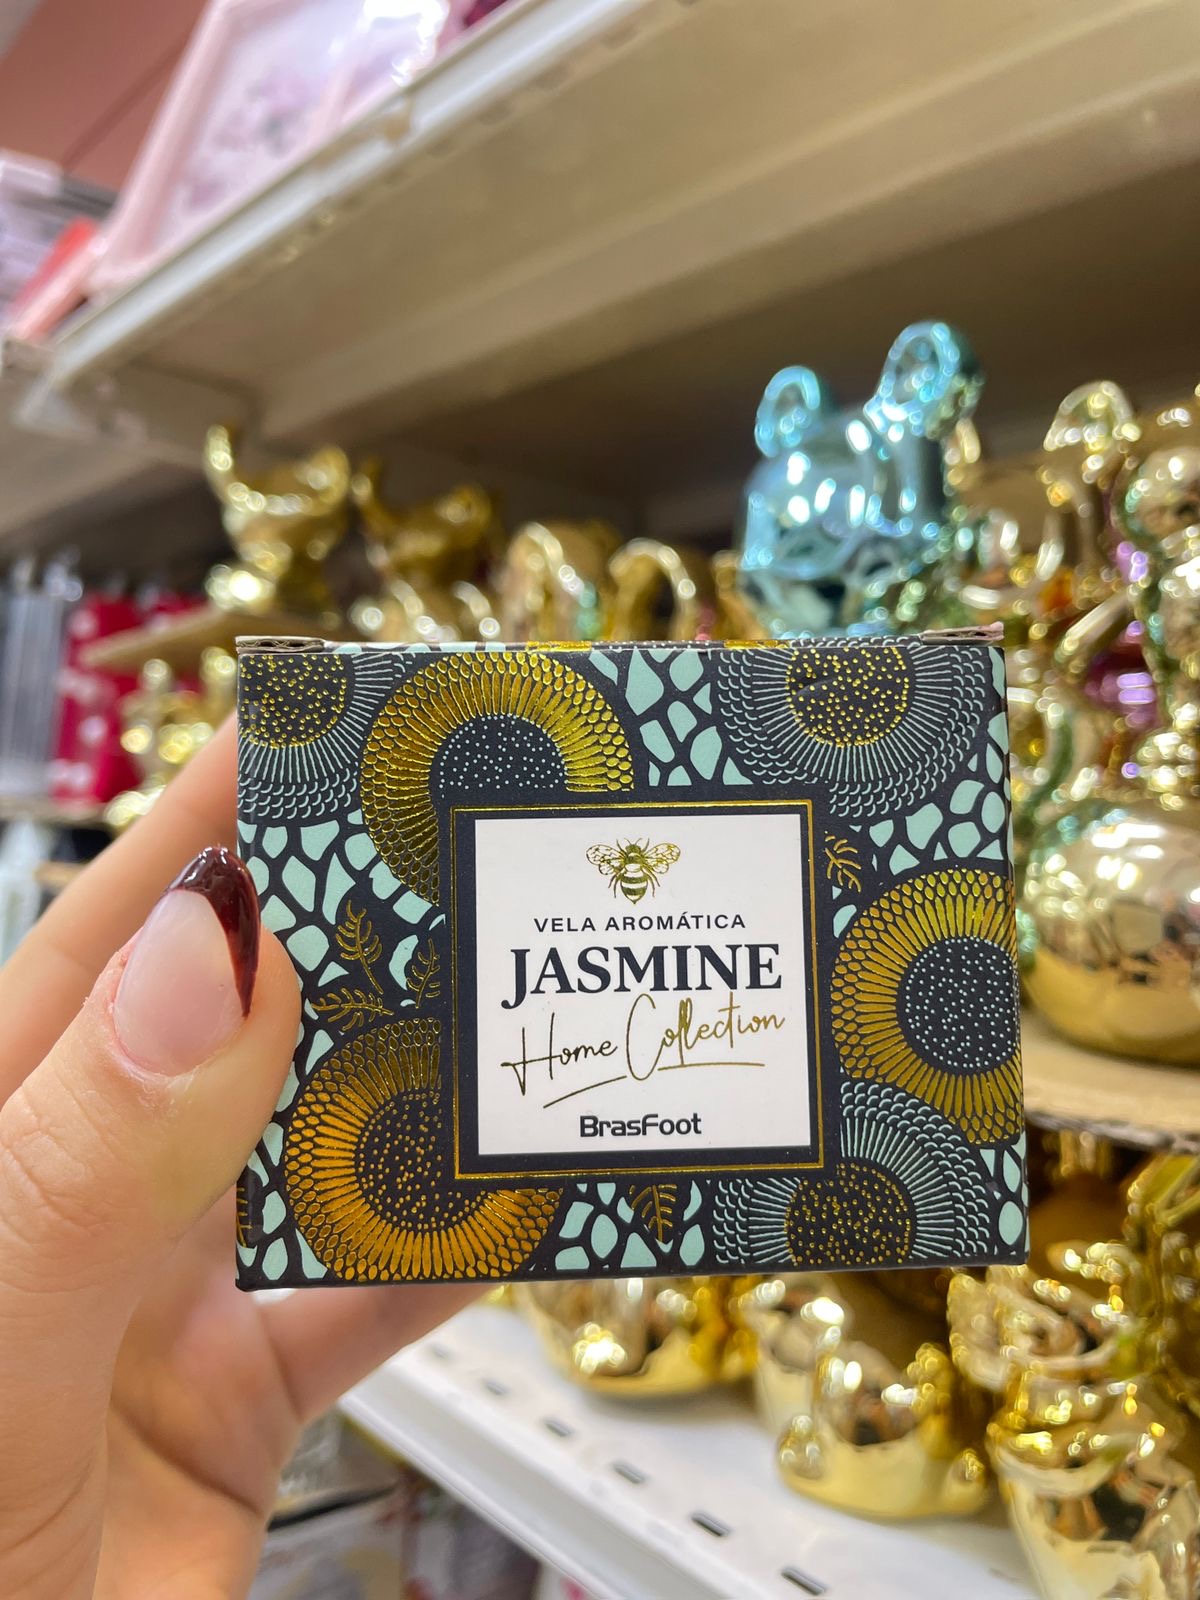 VELA AROMÁTICA
JASMINE
Home Collection
BrasFoot